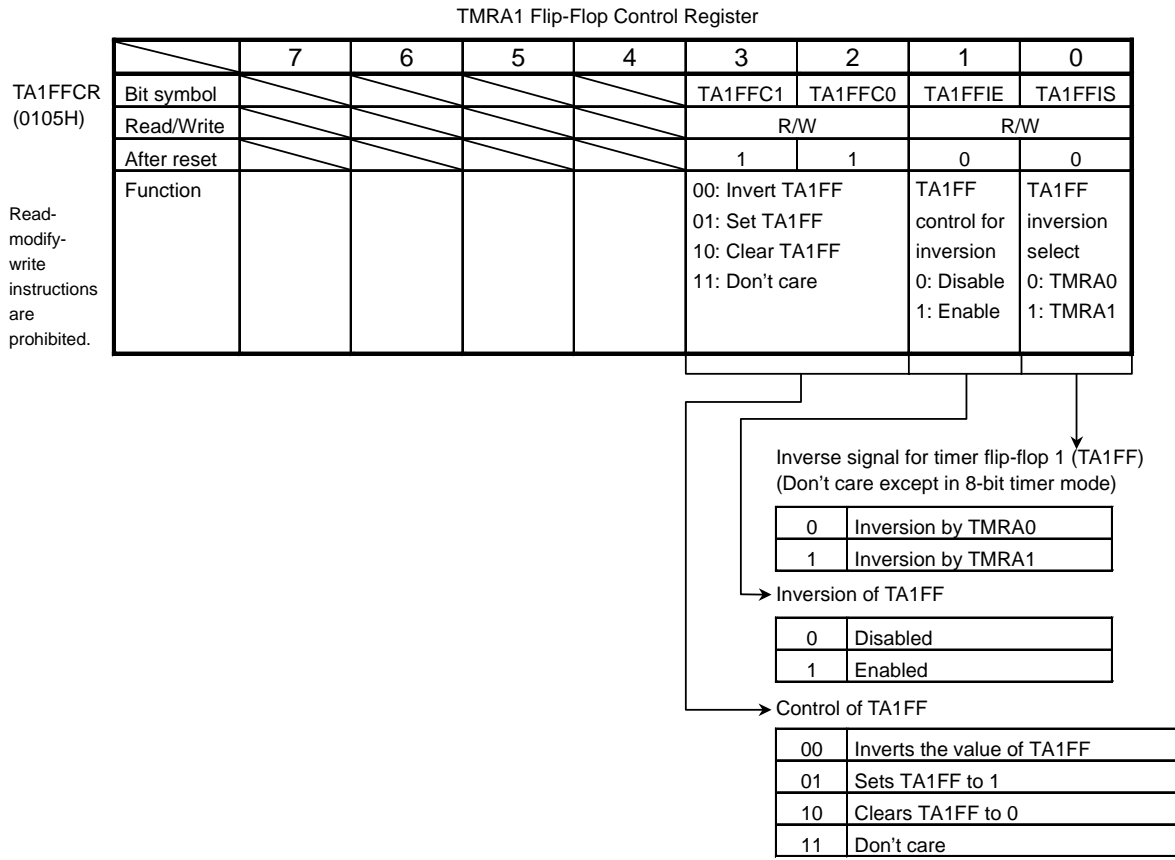 TMRA1 Flip-Flop Control Register
7 6 5 4 3 2 1 0
TA1FFCR
(0105H)
Bit symbol TA1FFC1 TA1FFC0 TA1FFIE TA1FFIS
Read/Write R/W R/W
After reset 1 1 0 0
Function
00: Invert TA1FF
01: Set TA1FF
10: Clear TA1FF
11: Don't care
TA1FF
control for
inversion
0: Disable
1: Enable
TA1FF
inversion
select
0: TMRA0
1: TMRA1
Read-
modify-
write
instructions
are
prohibited.
Inverse signal for timer flip-flop 1 (TA1FF)
(Don't care except in 8-bit timer mode)
0 Inversion by TMRA0
1 Inversion by TMRA1
Inversion of TA1FF
0 Disabled
1 Enabled
Control of TA1FF
00 Inverts the value of TA1FF
01 Sets TA1FF to 1
10 Clears TA1FF to 0
11 Don't care